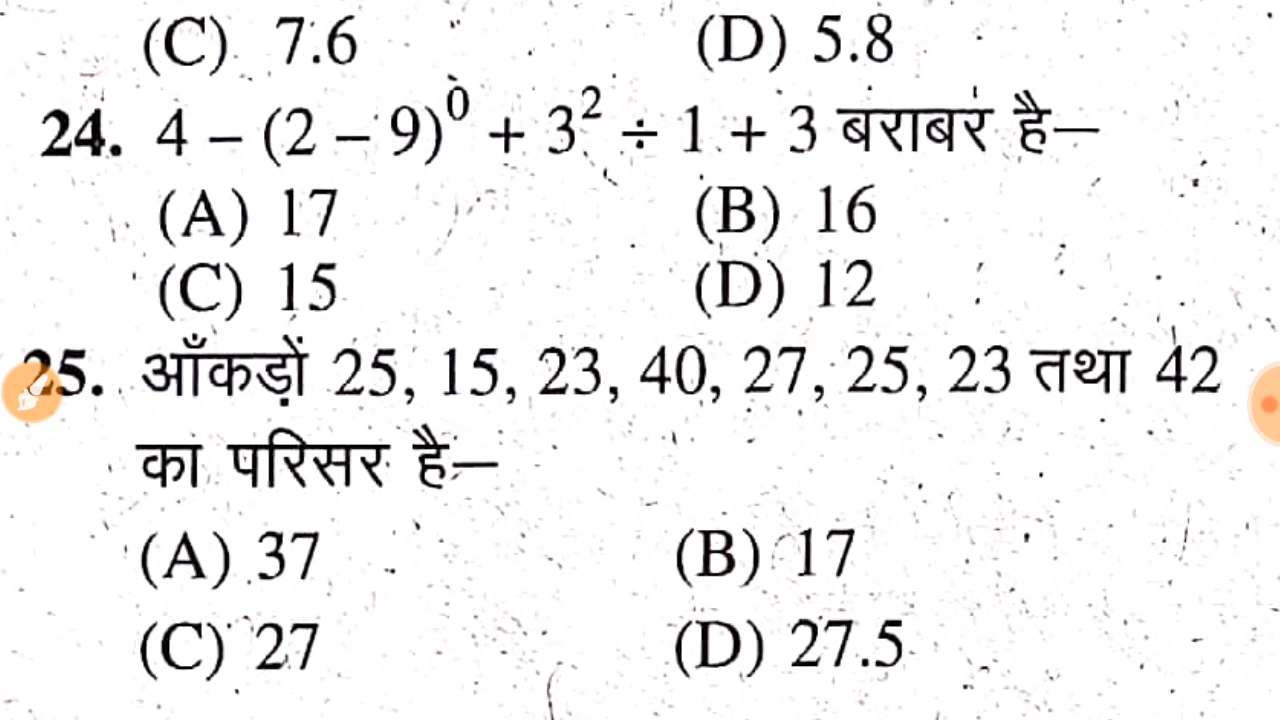 (C) 7.6 (D) 5.8
24. 4 – (2 – 9)⁰ + 3² ÷ 1 + 3 बराबर है—
(A) 17 (B) 16
(C) 15 (D) 12
25. आँकड़ों 25, 15, 23, 40, 27, 25, 23 तथा 42
का परिसर है—
(A) 37 (B) 17
(C) 27 (D) 27.5